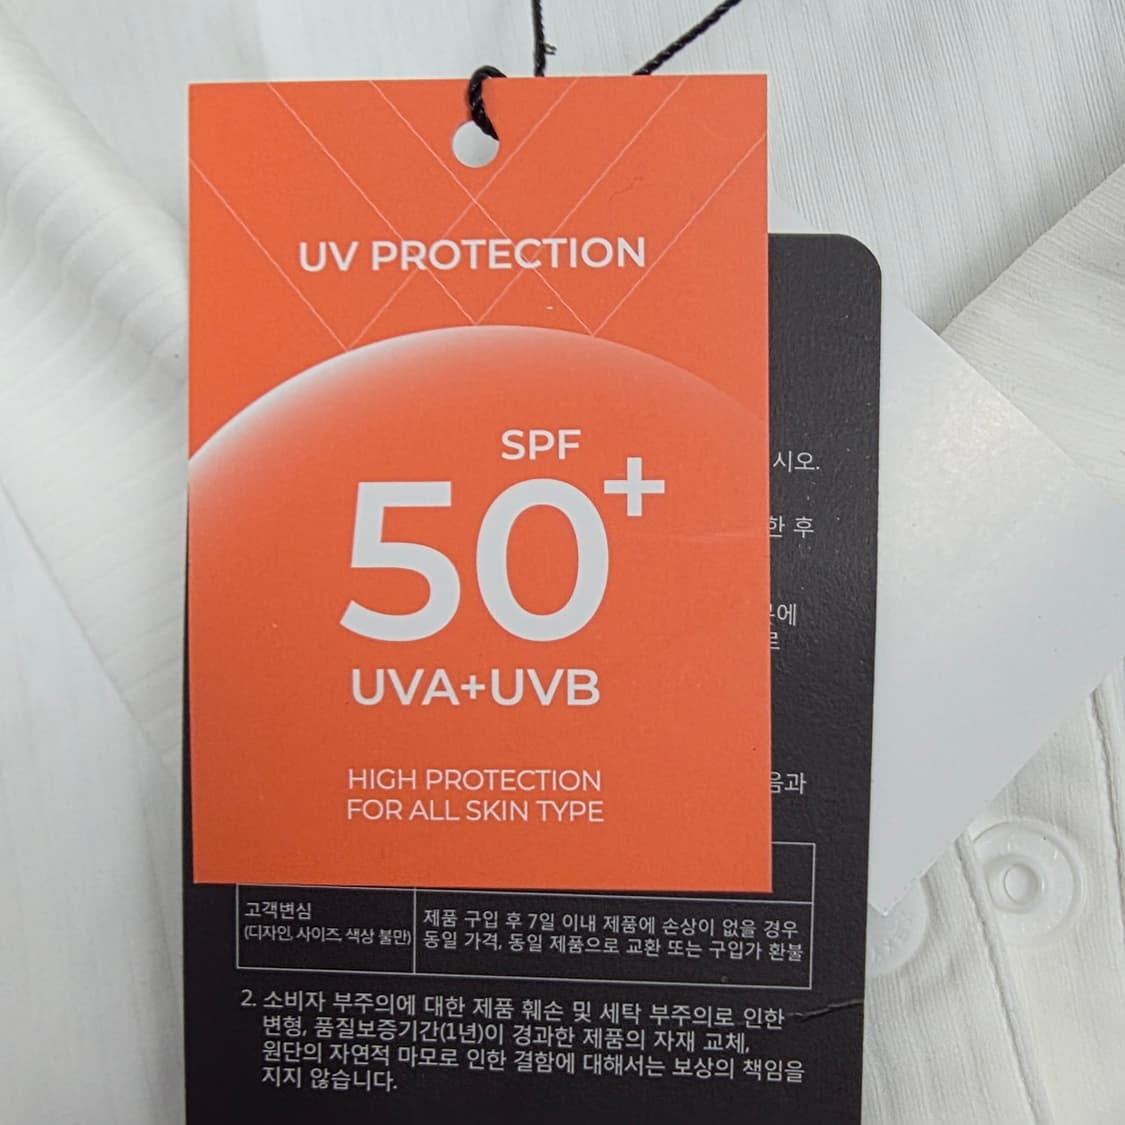 UV PROTECTION
SPF
50+
UVA+UVB
HIGH PROTECTION
FOR ALL SKIN TYPE
시오.
한 후
에
음과
고객변심
(디자인, 사이즈, 색상 불만)
제품 구입 후 7일 이내 제품에 손상이 없을 경우
동일 가격, 동일 제품으로 교환 또는 구입가 환불
2. 소비자 부주의에 대한 제품 훼손 및 세탁 부주의로 인한
변형, 품질보증기간(1년)이 경과한 제품의 자재 교체,
원단의 자연적 마모로 인한 결함에 대해서는 보상의 책임을
지지 않습니다.